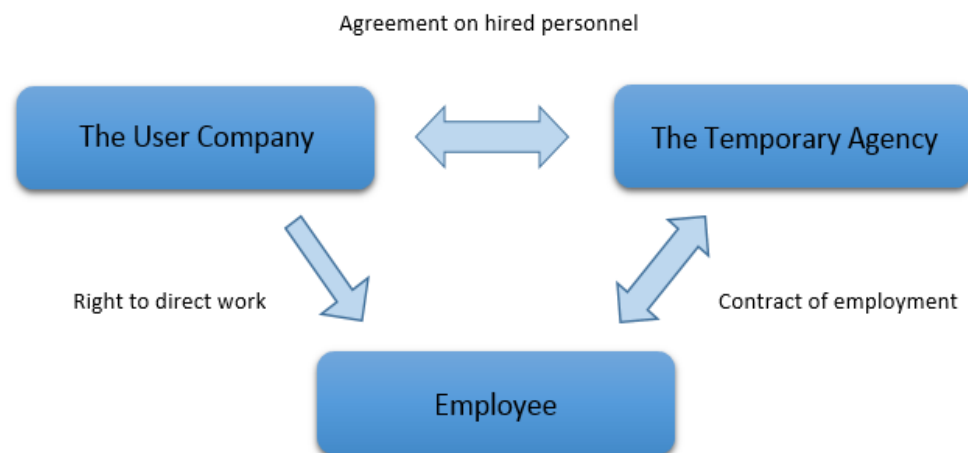 Agreement on hired personnel
The User Company
The Temporary Agency
Right to direct work
Contract of employment
Employee